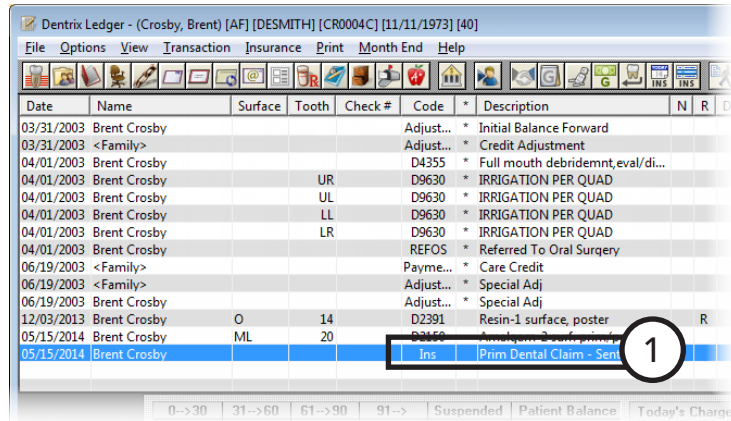 Dentrix Ledger - (Crosby, Brent) [AF] [DESMITH] [CR0004C] [11/11/1973] [40]
File Options View Transaction Insurance Print Month End Help
@ R G G INS INS
Date Name Surface Tooth Check # Code * Description N R
03/31/2003 Brent Crosby Adjust... * Initial Balance Forward
03/31/2003 <Family> Adjust... * Credit Adjustment
04/01/2003 Brent Crosby D4355 * Full mouth debridemnt,eval/di...
04/01/2003 Brent Crosby UR D9630 * IRRIGATION PER QUAD
04/01/2003 Brent Crosby UL D9630 * IRRIGATION PER QUAD
04/01/2003 Brent Crosby LL D9630 * IRRIGATION PER QUAD
04/01/2003 Brent Crosby LR D9630 * IRRIGATION PER QUAD
04/01/2003 Brent Crosby REFOS * Referred To Oral Surgery
06/19/2003 <Family> Payme... * Care Credit
06/19/2003 <Family> Adjust... * Special Adj
06/19/2003 Brent Crosby Adjust... * Special Adj
12/03/2013 Brent Crosby O 14 D2391 Resin-1 surface, poster R
05/15/2014 Brent Crosby ML 20 D2150 Amalgam-2 surf prim/p
05/15/2014 Brent Crosby Ins Prim Dental Claim - Sent
1
0-->30 31-->60 61-->90 91--> Suspended Patient Balance Today's Charge